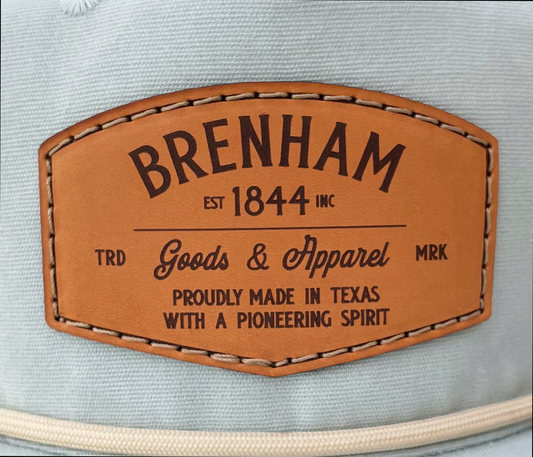 BRENHAM
EST 1844 INC
TRD Goods & Apparel MRK
PROUDLY MADE IN TEXAS
WITH A PIONEERING SPIRIT